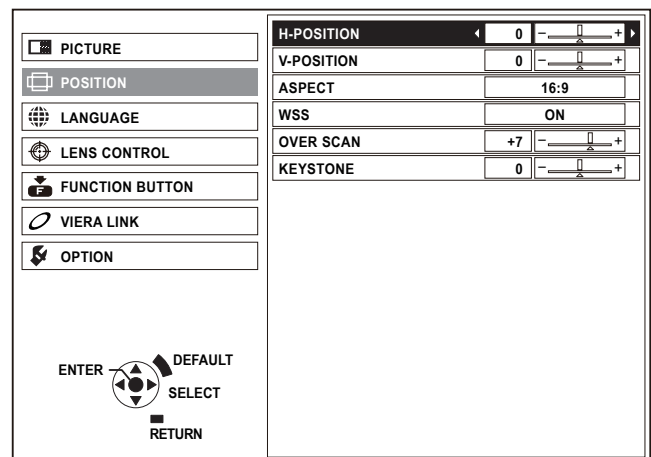 PICTURE
POSITION
LANGUAGE
LENS CONTROL
F FUNCTION BUTTON
VIERA LINK
OPTION
ENTER
DEFAULT
SELECT
RETURN
H-POSITION 0 - +
V-POSITION 0 - +
ASPECT 16:9
WSS ON
OVER SCAN +7 - +
KEYSTONE 0 - +